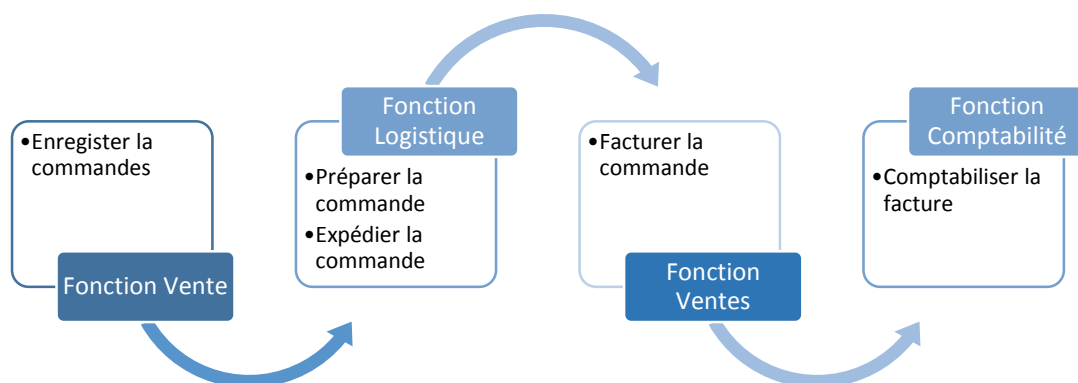 •Enregister la
commandes
Fonction Vente
Fonction
Logistique
•Préparer la
commande
•Expédier la
commande
•Facturer la
commande
Fonction
Ventes
Fonction
Comptabilité
•Comptabiliser la
facture